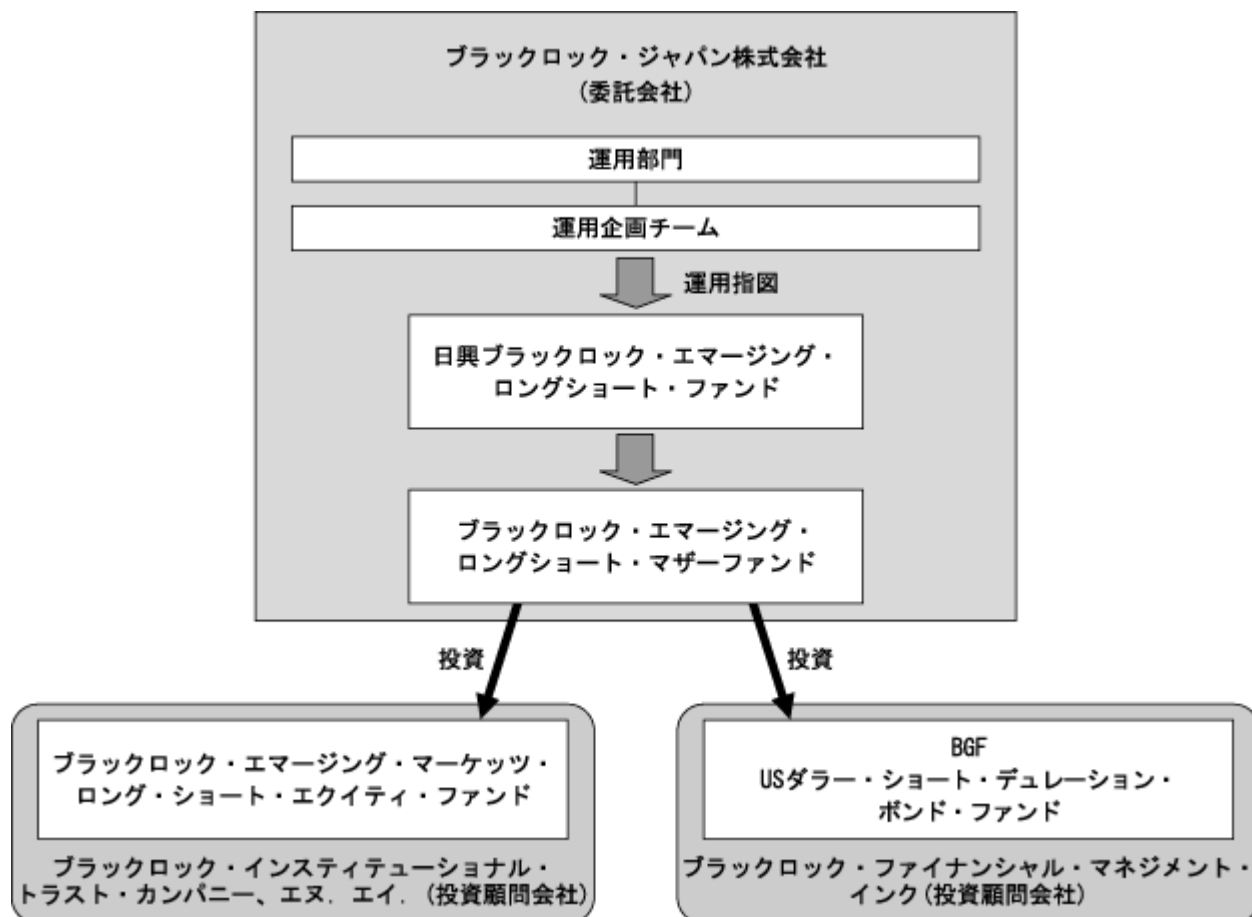 ブラックロック・ジャパン株式会社
(委託会社)
運用部門
運用企画チーム
運用指図
日興ブラックロック・エマージング・
ロングショート・ファンド
ブラックロック・エマージング・
ロングショート・マザーファンド
投資
投資
ブラックロック・エマージング・マーケッツ・
ロング・ショート・エクイティ・ファンド
ブラックロック・インスティテューショナル・
トラスト・カンパニー、エヌ．エイ．(投資顧問会社)
BGF
USダラー・ショート・デュレーション・
ボンド・ファンド
ブラックロック・ファイナンシャル・マネジメント・
インク(投資顧問会社)